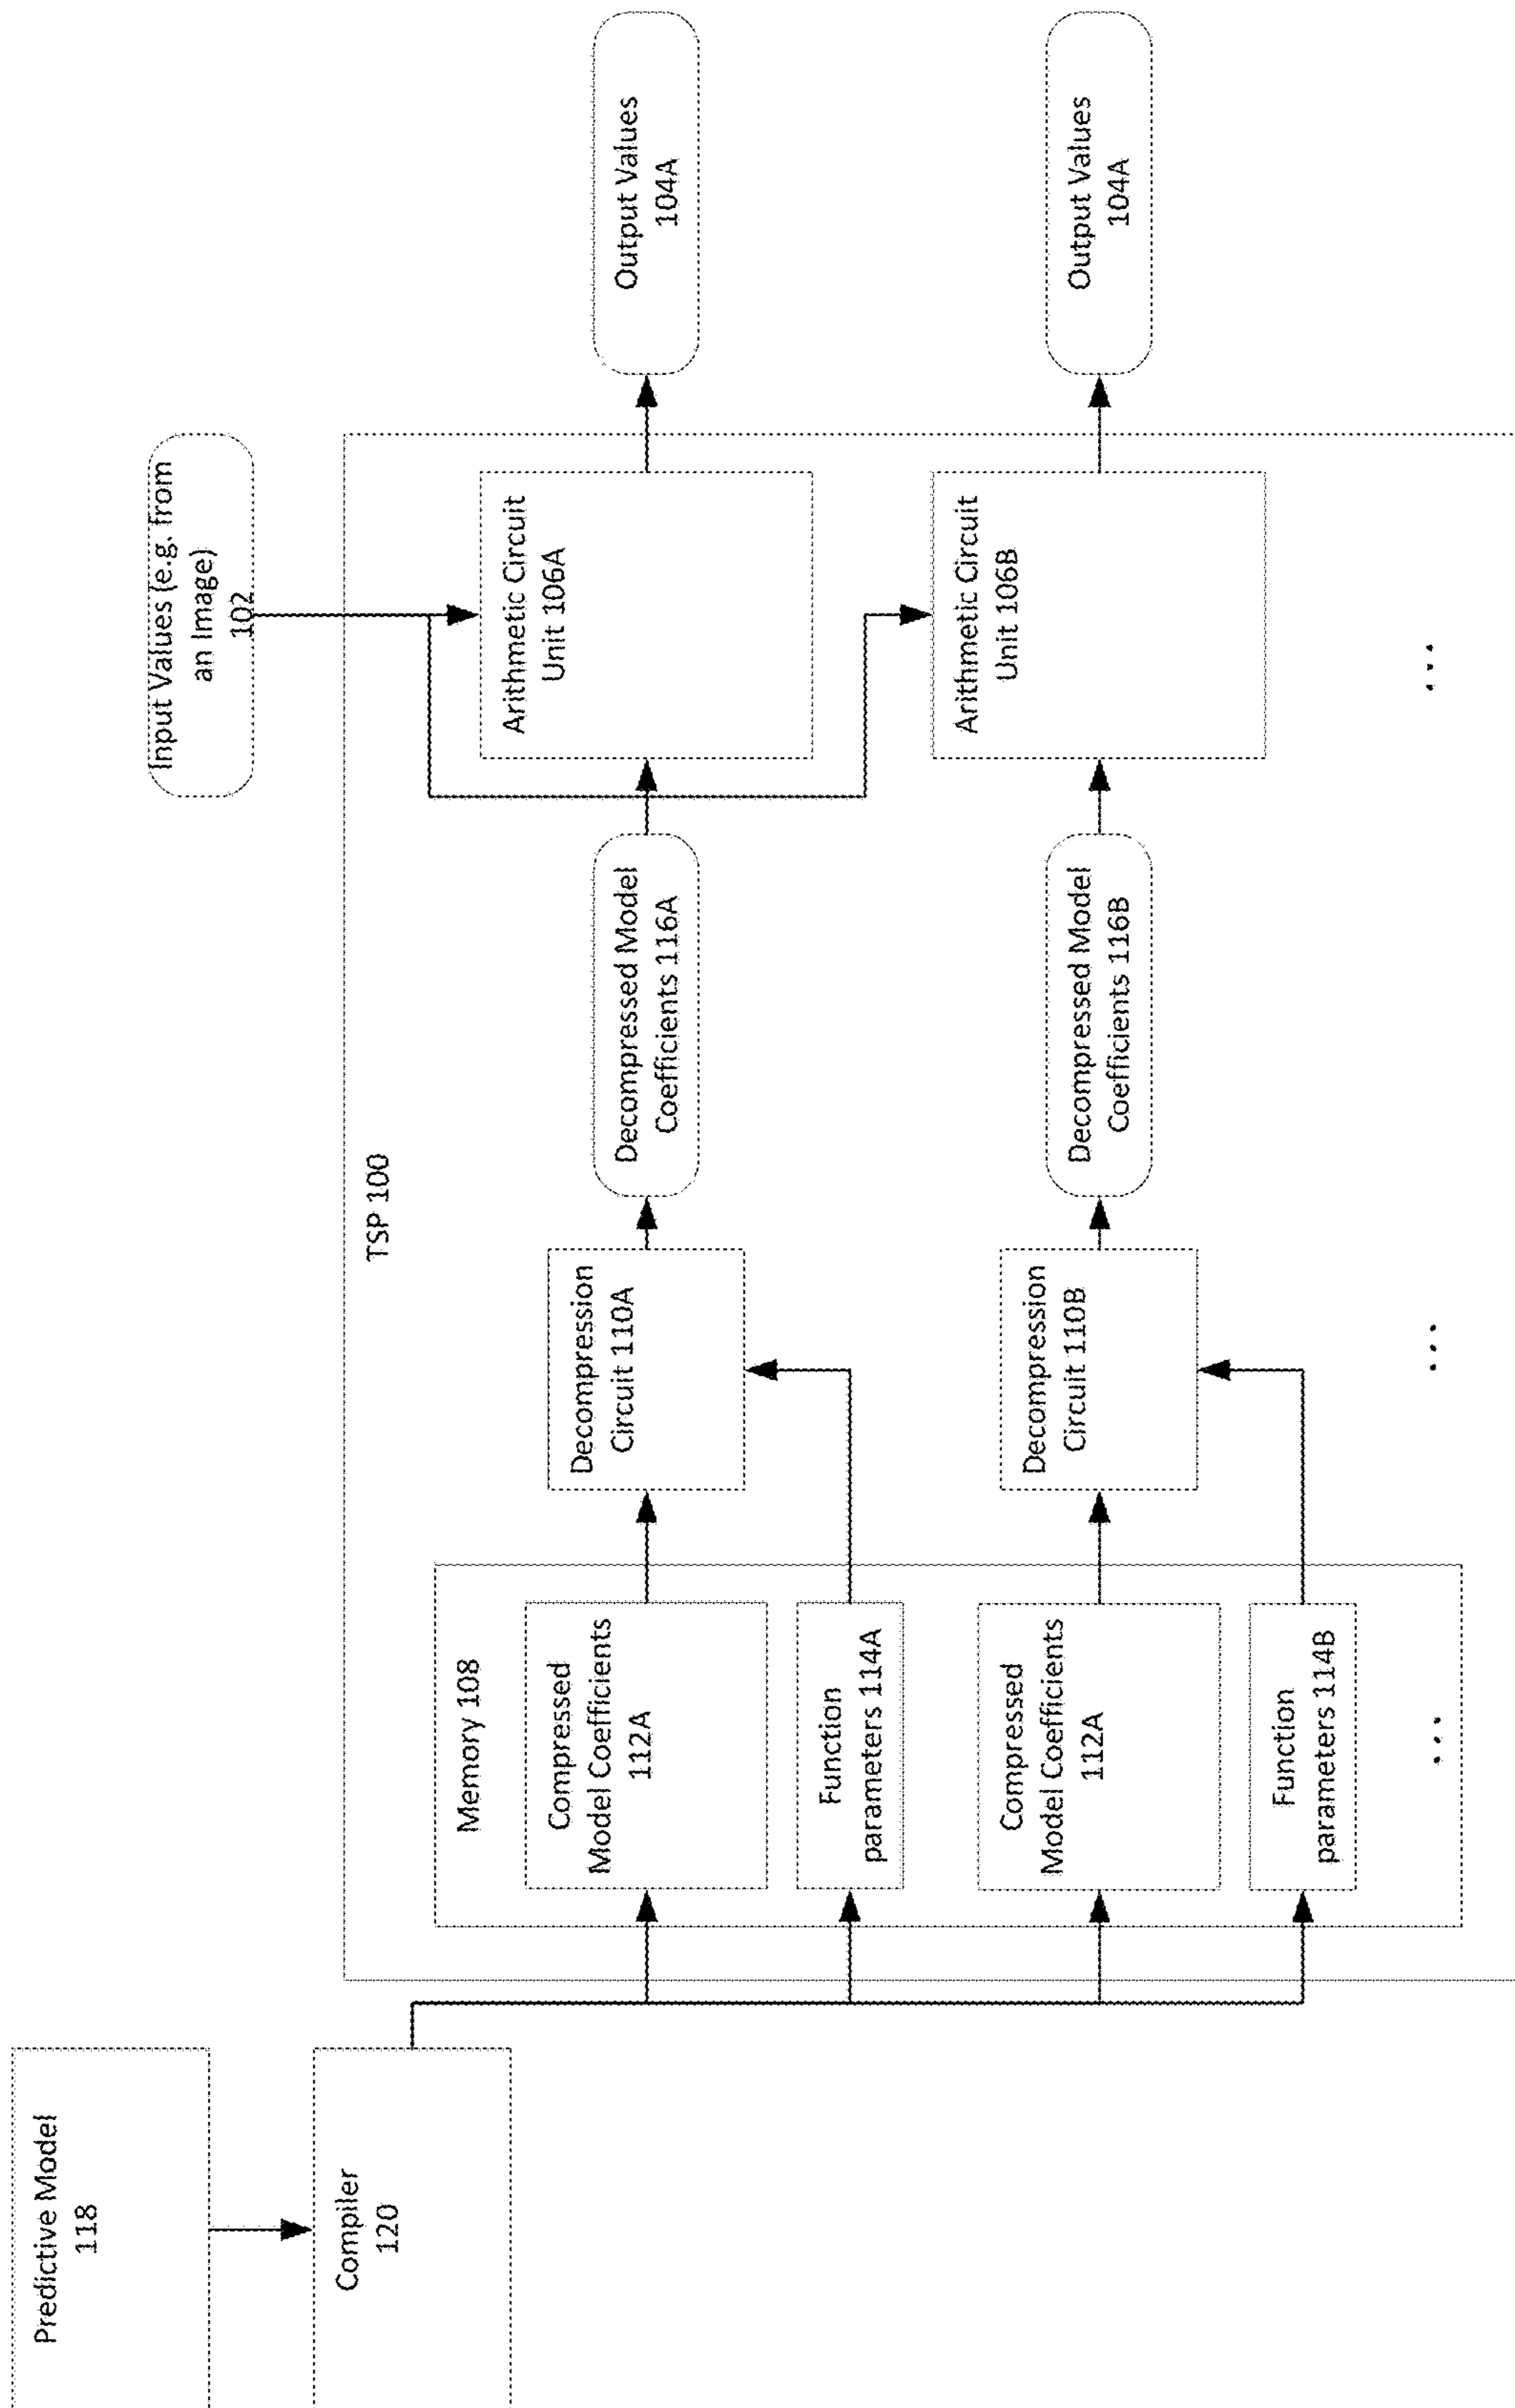 Predictive Model
118
Compiler
120
TSP 100
Memory 108
Compressed
Model Coefficients
112A
Function
parameters 114A
Compressed
Model Coefficients
112A
Function
parameters 114B
...
Decompression
Circuit 110A
Decompression
Circuit 110B
...
Decompressed Model
Coefficients 116A
Decompressed Model
Coefficients 116B
Input Values (e.g. from
an Image)
102
Arithmetic Circuit
Unit 106A
Arithmetic Circuit
Unit 106B
...
Output Values
104A
Output Values
104A